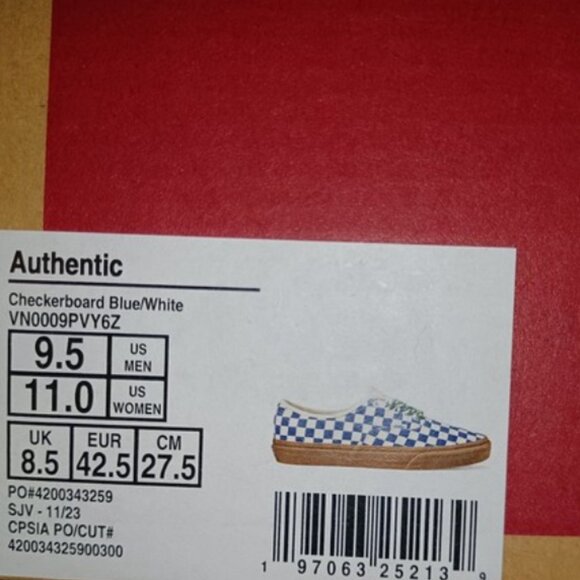 Authentic
Checkerboard Blue/White
VN0009PVY6Z
9.5 US MEN
11.0 US WOMEN
UK EUR CM
8.5 42.5 27.5
PO#4200343259
SJV - 11/23
CPSIA PO/CUT#
420034325900300
1 97063 25213 9